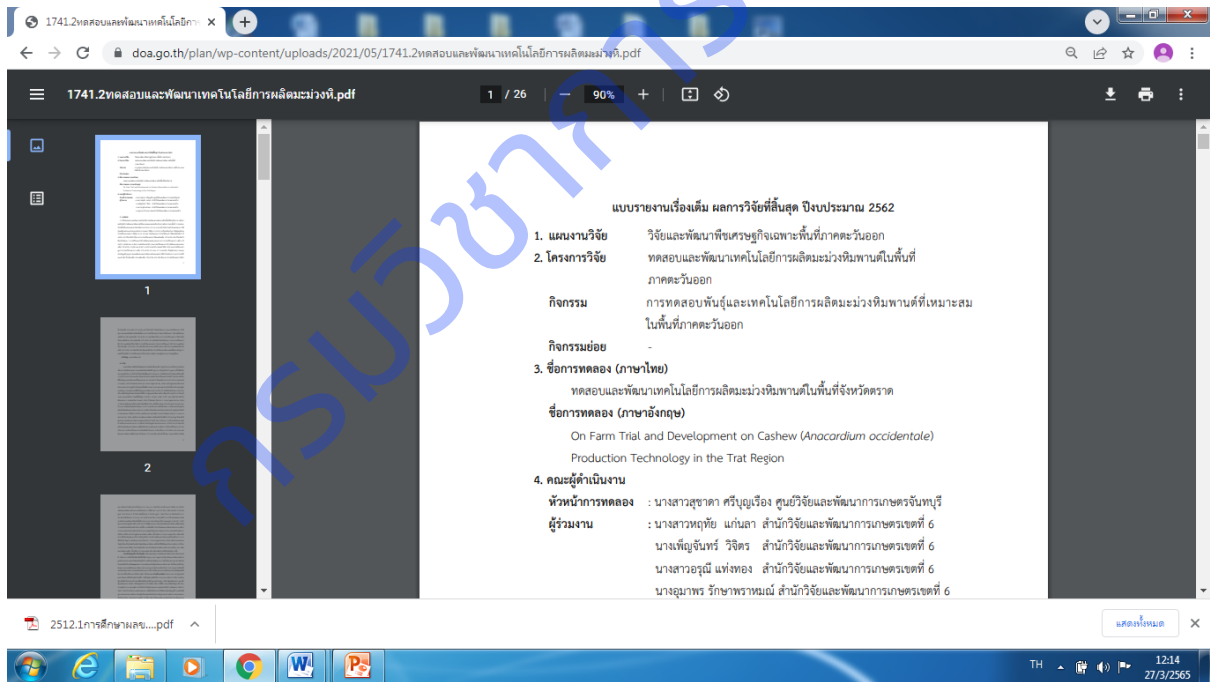 1741.2ทดสอบและพัฒนาเทคโนโลยีการ
doa.go.th/plan/wp-content/uploads/2021/05/1741.2ทดสอบและพัฒนาเทคโนโลยีการผลิตมะม่วงหิ.pdf
1741.2ทดสอบและพัฒนาเทคโนโลยีการผลิตมะม่วงหิ.pdf
1 / 26
90%
แบบรายงานเรื่องเต็ม ผลการวิจัยที่สิ้นสุด ปีงบประมาณ 2562
1. แผนงานวิจัย วิจัยและพัฒนาพืชเศรษฐกิจเฉพาะพื้นที่ภาคตะวันออก
2. โครงการวิจัย ทดสอบและพัฒนาเทคโนโลยีการผลิตมะม่วงหิมพานต์ในพื้นที่
ภาคตะวันออก
กิจกรรม การทดสอบพันธุ์และเทคโนโลยีการผลิตมะม่วงหิมพานต์ที่เหมาะสม
ในพื้นที่ภาคตะวันออก
กิจกรรมย่อย -
3. ชื่อการทดลอง (ภาษาไทย)
ทดสอบและพัฒนาเทคโนโลยีการผลิตมะม่วงหิมพานต์ในพื้นที่จังหวัดตราด
ชื่อการทดลอง (ภาษาอังกฤษ)
On Farm Trial and Development on Cashew (Anacardium occidentale)
Production Technology in the Trat Region
4. คณะผู้ดำเนินงาน
หัวหน้าการทดลอง : นางสาวสุชาดา ศรีบุญเรือง ศูนย์วิจัยและพัฒนาการเกษตรจันทบุรี
ผู้ร่วมงาน : นางสาวหฤทัย แก่นลา สำนักวิจัยและพัฒนาการเกษตรเขตที่ 6
นางเพ็ญจันทร์ วิจิตร สำนักวิจัยและพัฒนาการเกษตรเขตที่ 6
นางสาวอรุณี แท่งทอง สำนักวิจัยและพัฒนาการเกษตรเขตที่ 6
นางอุมาพร รักษาพราหมณ์ สำนักวิจัยและพัฒนาการเกษตรเขตที่ 6
1
2
กรมวิชาการ
2512.1การศึกษาผลข....pdf
แสดงทั้งหมด
TH
12:14
27/3/2565